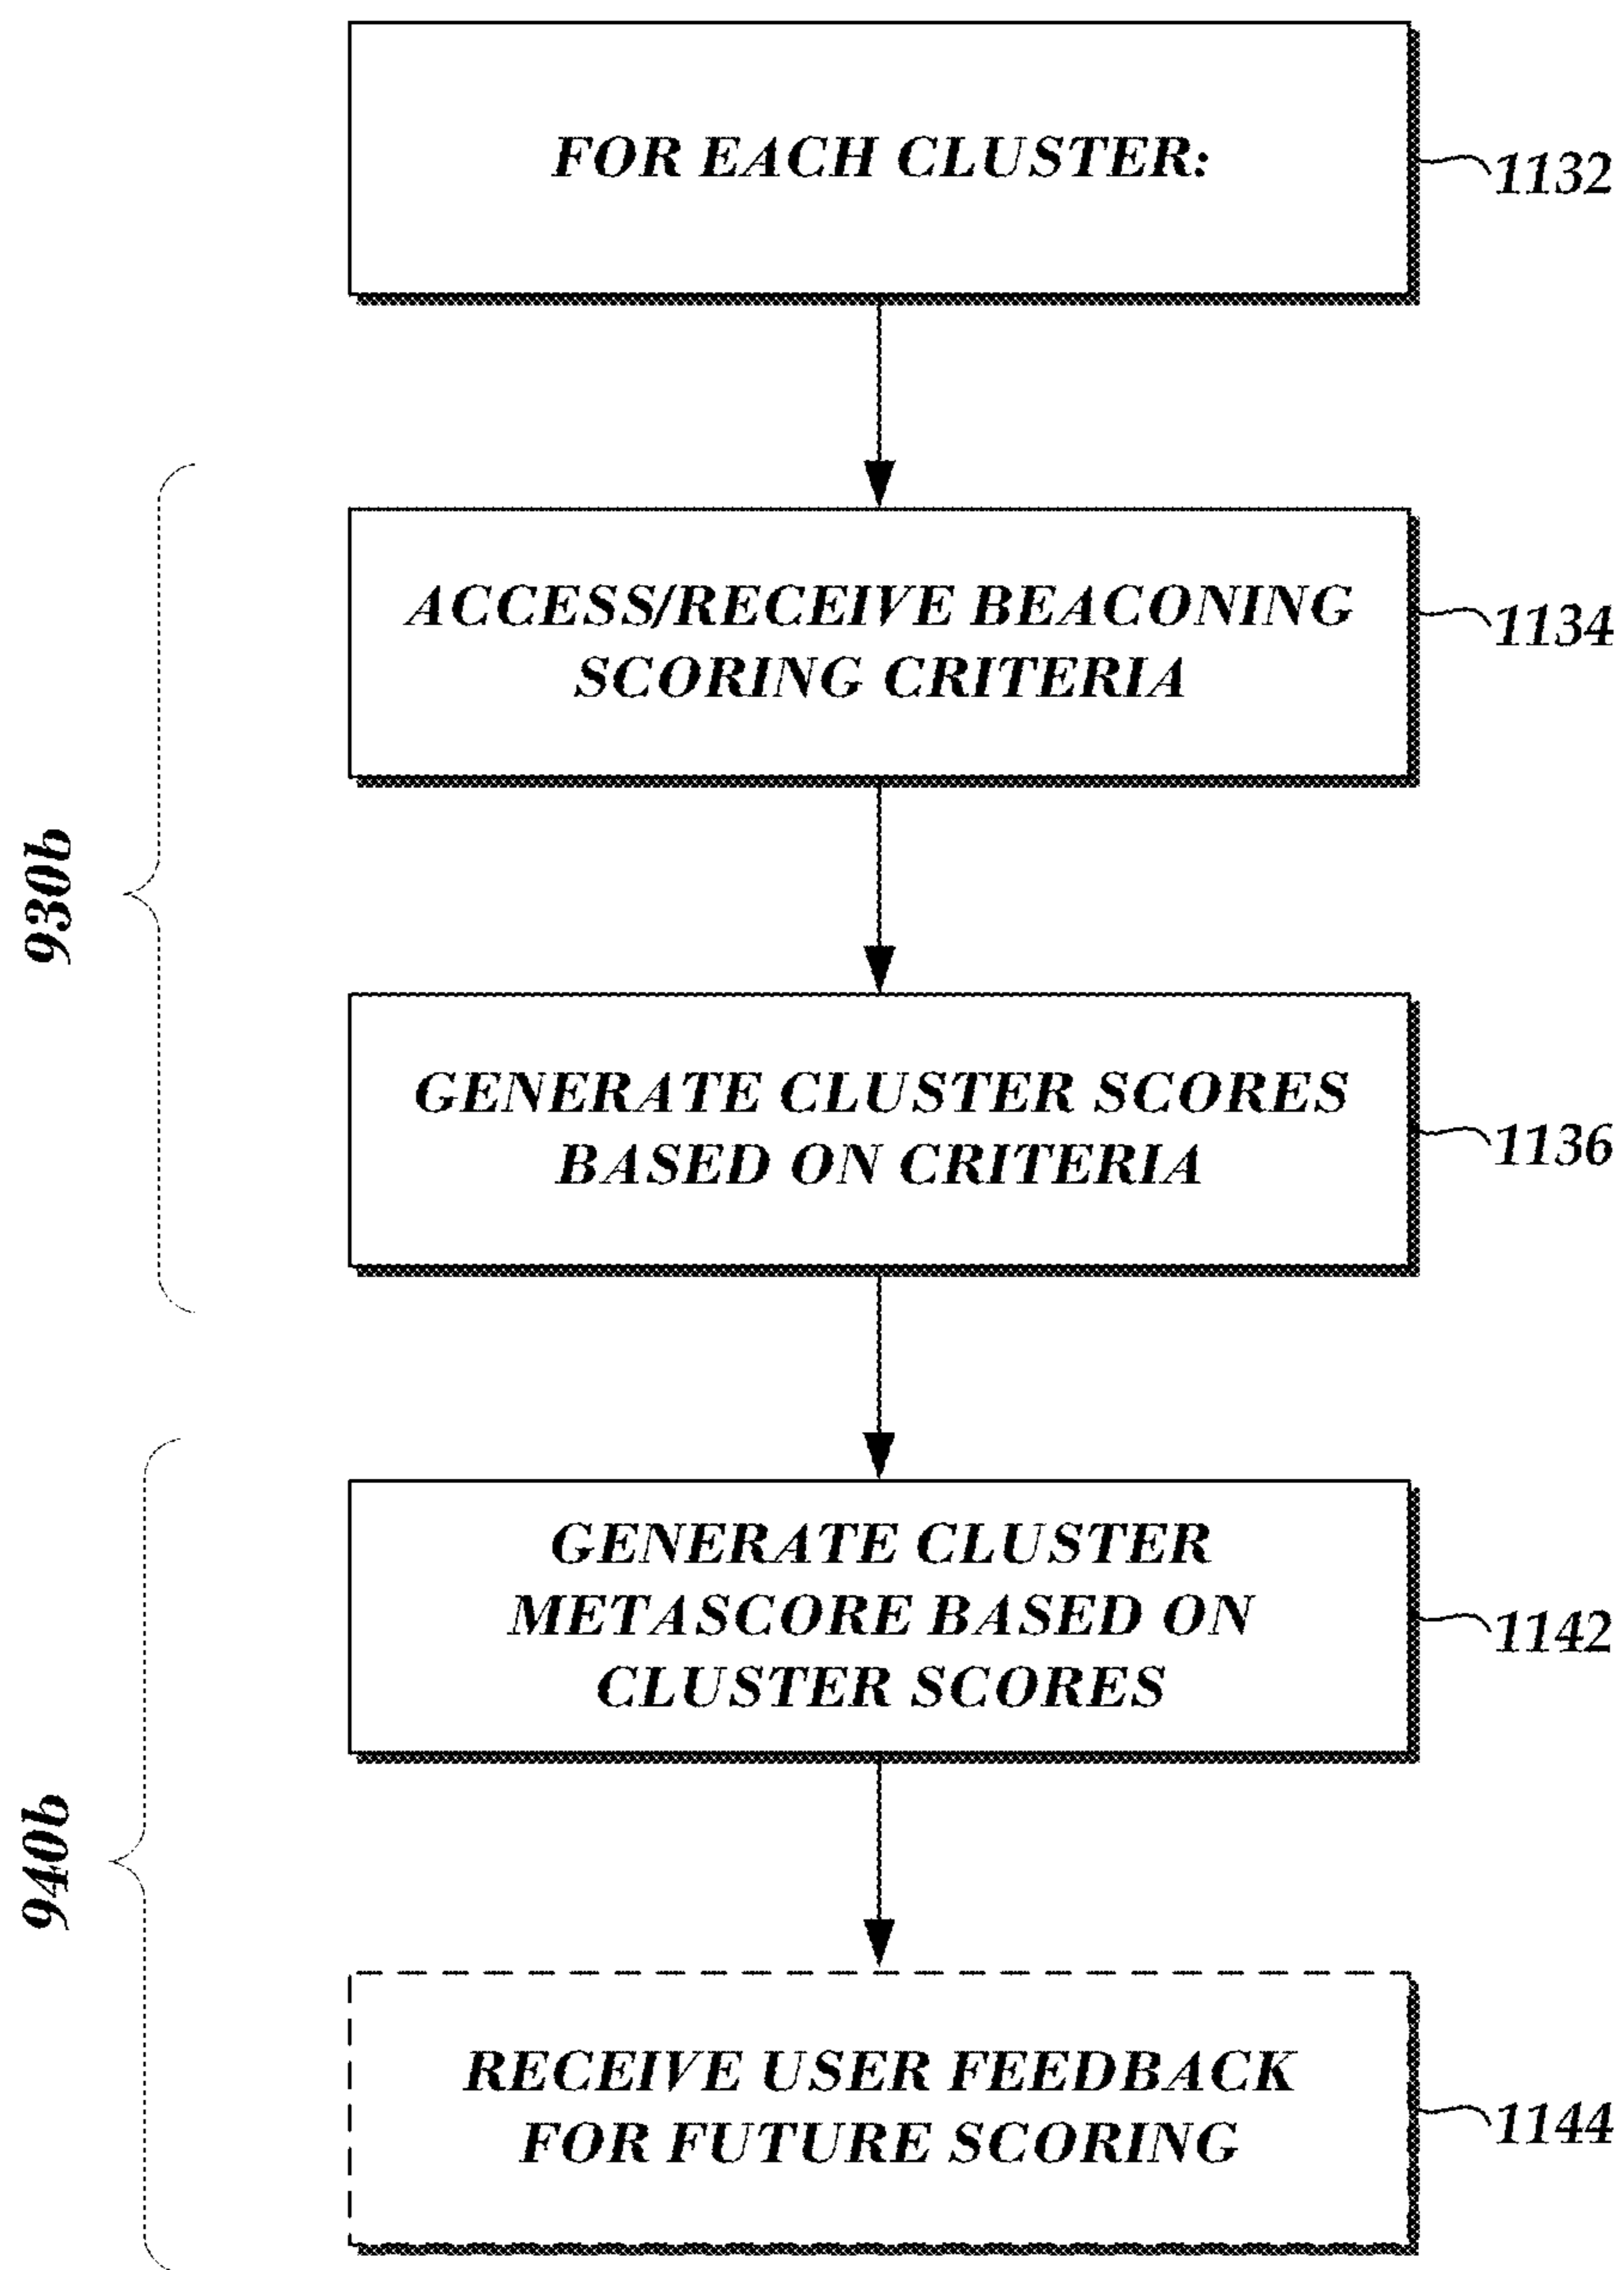 FOR EACH CLUSTER:
1132
ACCESS/RECEIVE BEACONING
SCORING CRITERIA
1134
930b
GENERATE CLUSTER SCORES
BASED ON CRITERIA
1136
GENERATE CLUSTER
METASCORE BASED ON
CLUSTER SCORES
1142
940b
RECEIVE USER FEEDBACK
FOR FUTURE SCORING
1144